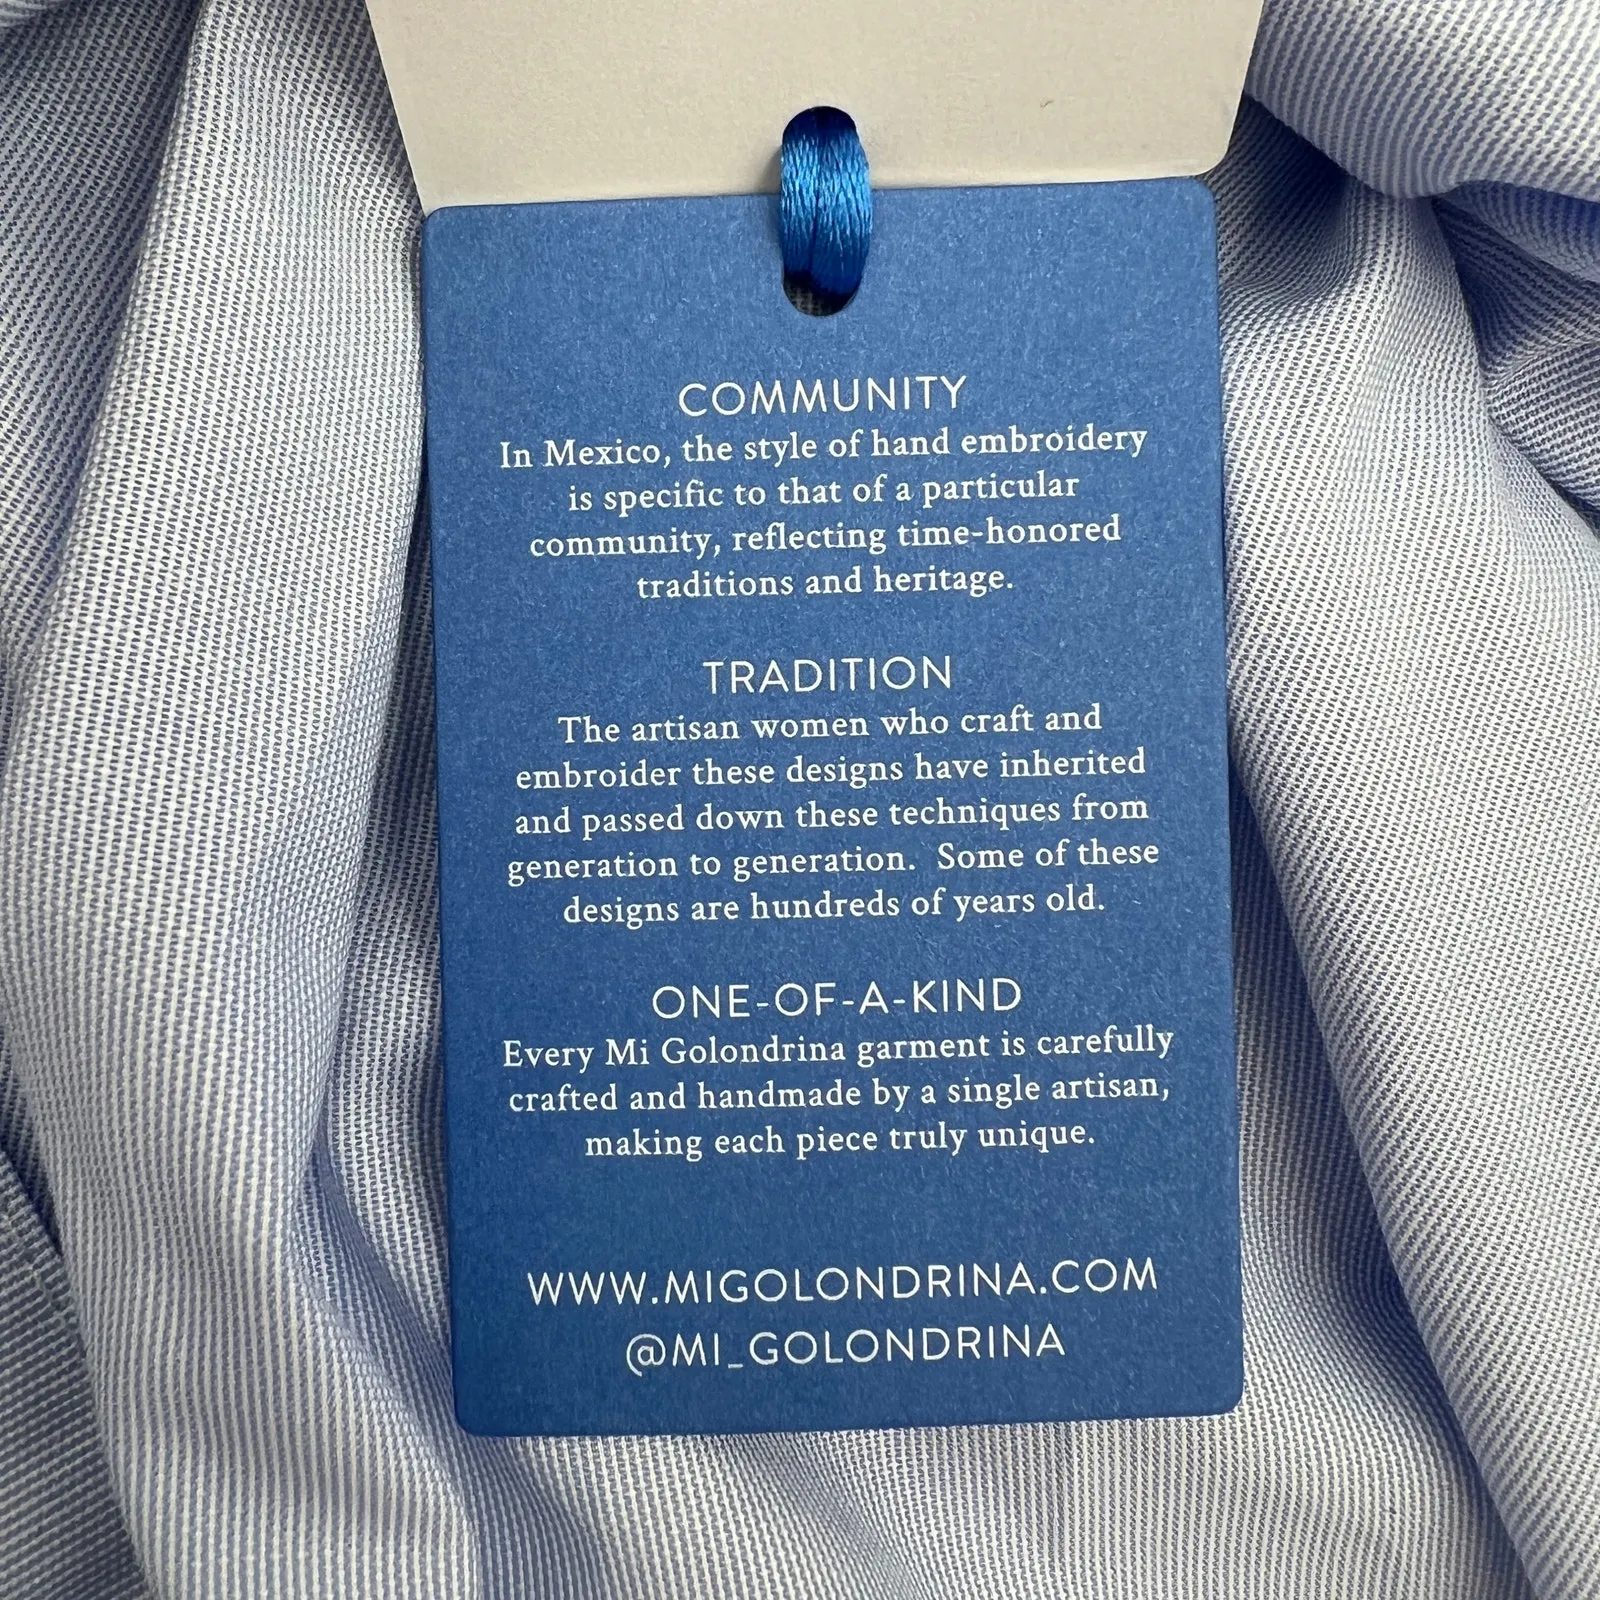 COMMUNITY
In Mexico, the style of hand embroidery
is specific to that of a particular
community, reflecting time-honored
traditions and heritage.
TRADITION
The artisan women who craft and
embroider these designs have inherited
and passed down these techniques from
generation to generation.  Some of these
designs are hundreds of years old.
ONE-OF-A-KIND
Every Mi Golondrina garment is carefully
crafted and handmade by a single artisan,
making each piece truly unique.
WWW.MIGOLONDRINA.COM
@MI_GOLONDRINA